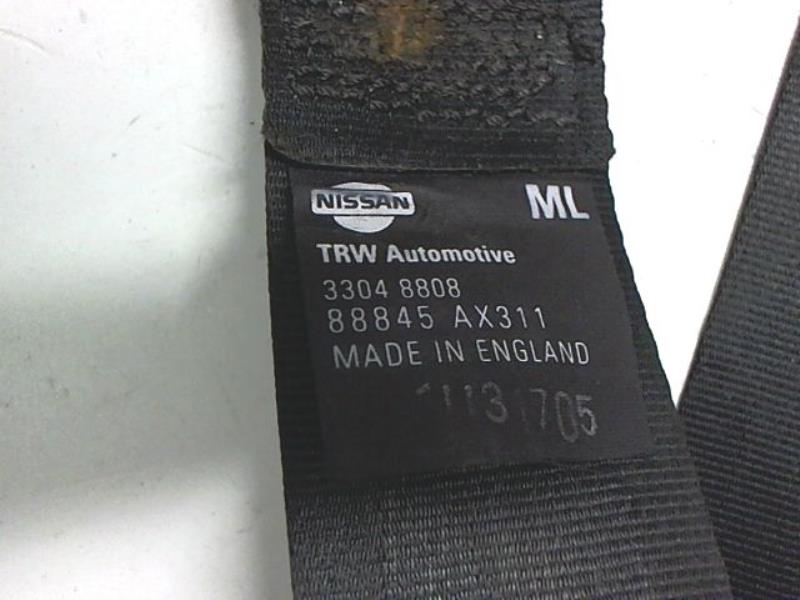 NISSAN ML
TRW Automotive
3304 8808
88845 AX311
MADE IN ENGLAND